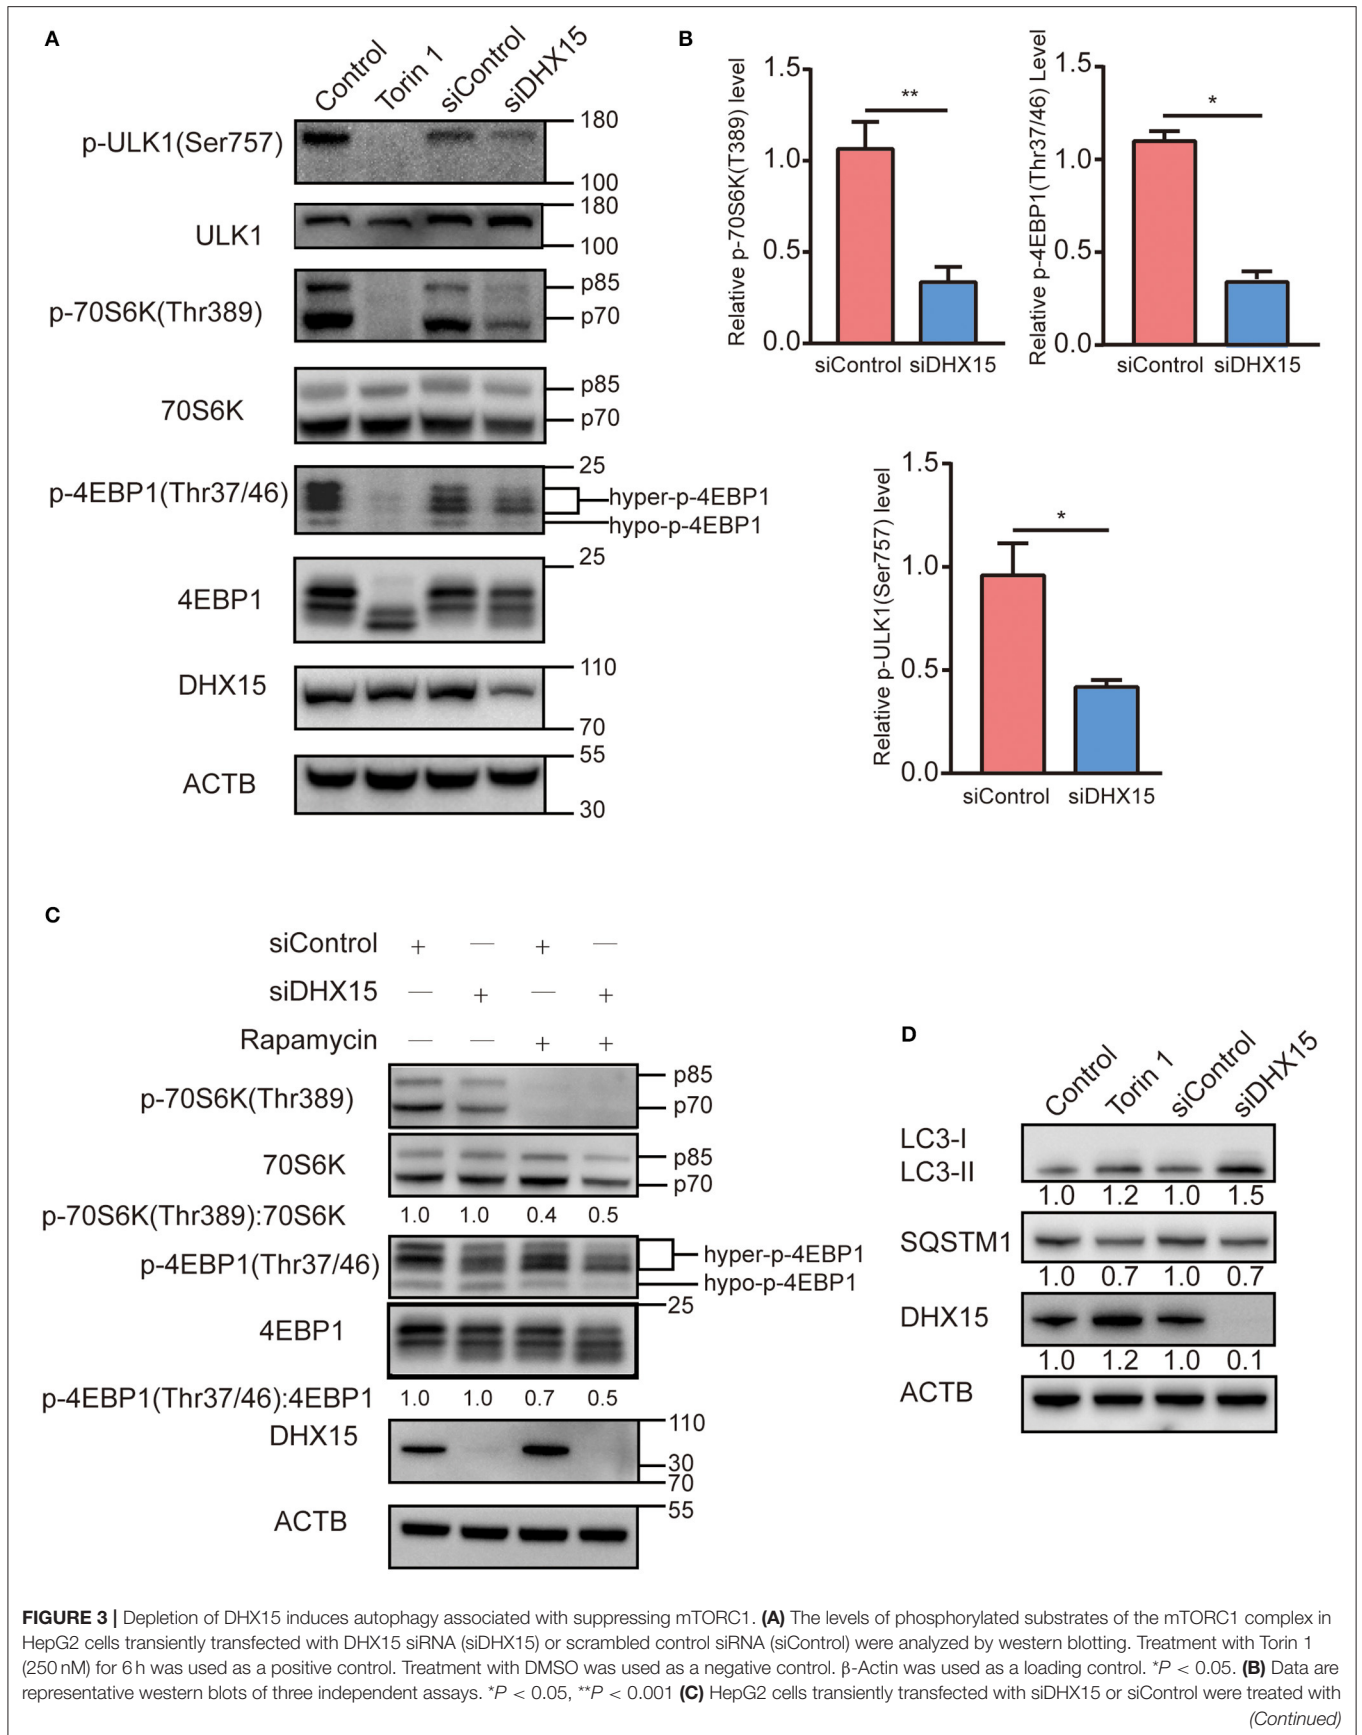 A
Control Torin 1 siControl siDHX15
p-ULK1(Ser757)
180
100
ULK1
180
100
p-70S6K(Thr389)
p85
p70
70S6K
p85
p70
p-4EBP1(Thr37/46)
25
hyper-p-4EBP1
hypo-p-4EBP1
4EBP1
25
DHX15
110
70
ACTB
55
30
B
Relative p-70S6K(T389) level
1.5
1.0
0.5
0.0
**
siControl siDHX15
Relative p-4EBP1(Thr37/46) Level
1.5
1.0
0.5
0.0
*
siControl siDHX15
Relative p-ULK1(Ser757) level
1.5
1.0
0.5
0.0
*
siControl siDHX15
C
siControl + — + —
siDHX15 — + — +
Rapamycin — — + +
p-70S6K(Thr389)
p85
p70
70S6K
p85
p70
p-70S6K(Thr389):70S6K 1.0 1.0 0.4 0.5
p-4EBP1(Thr37/46)
hyper-p-4EBP1
hypo-p-4EBP1
4EBP1
25
p-4EBP1(Thr37/46):4EBP1 1.0 1.0 0.7 0.5
DHX15
110
30
70
ACTB
55
D
Control Torin 1 siControl siDHX15
LC3-I
LC3-II
1.0 1.2 1.0 1.5
SQSTM1
1.0 0.7 1.0 0.7
DHX15
1.0 1.2 1.0 0.1
ACTB
FIGURE 3 | Depletion of DHX15 induces autophagy associated with suppressing mTORC1. (A) The levels of phosphorylated substrates of the mTORC1 complex in
HepG2 cells transiently transfected with DHX15 siRNA (siDHX15) or scrambled control siRNA (siControl) were analyzed by western blotting. Treatment with Torin 1
(250 nM) for 6 h was used as a positive control. Treatment with DMSO was used as a negative control. β-Actin was used as a loading control. *P < 0.05. (B) Data are
representative western blots of three independent assays. *P < 0.05, **P < 0.001 (C) HepG2 cells transiently transfected with siDHX15 or siControl were treated with
(Continued)